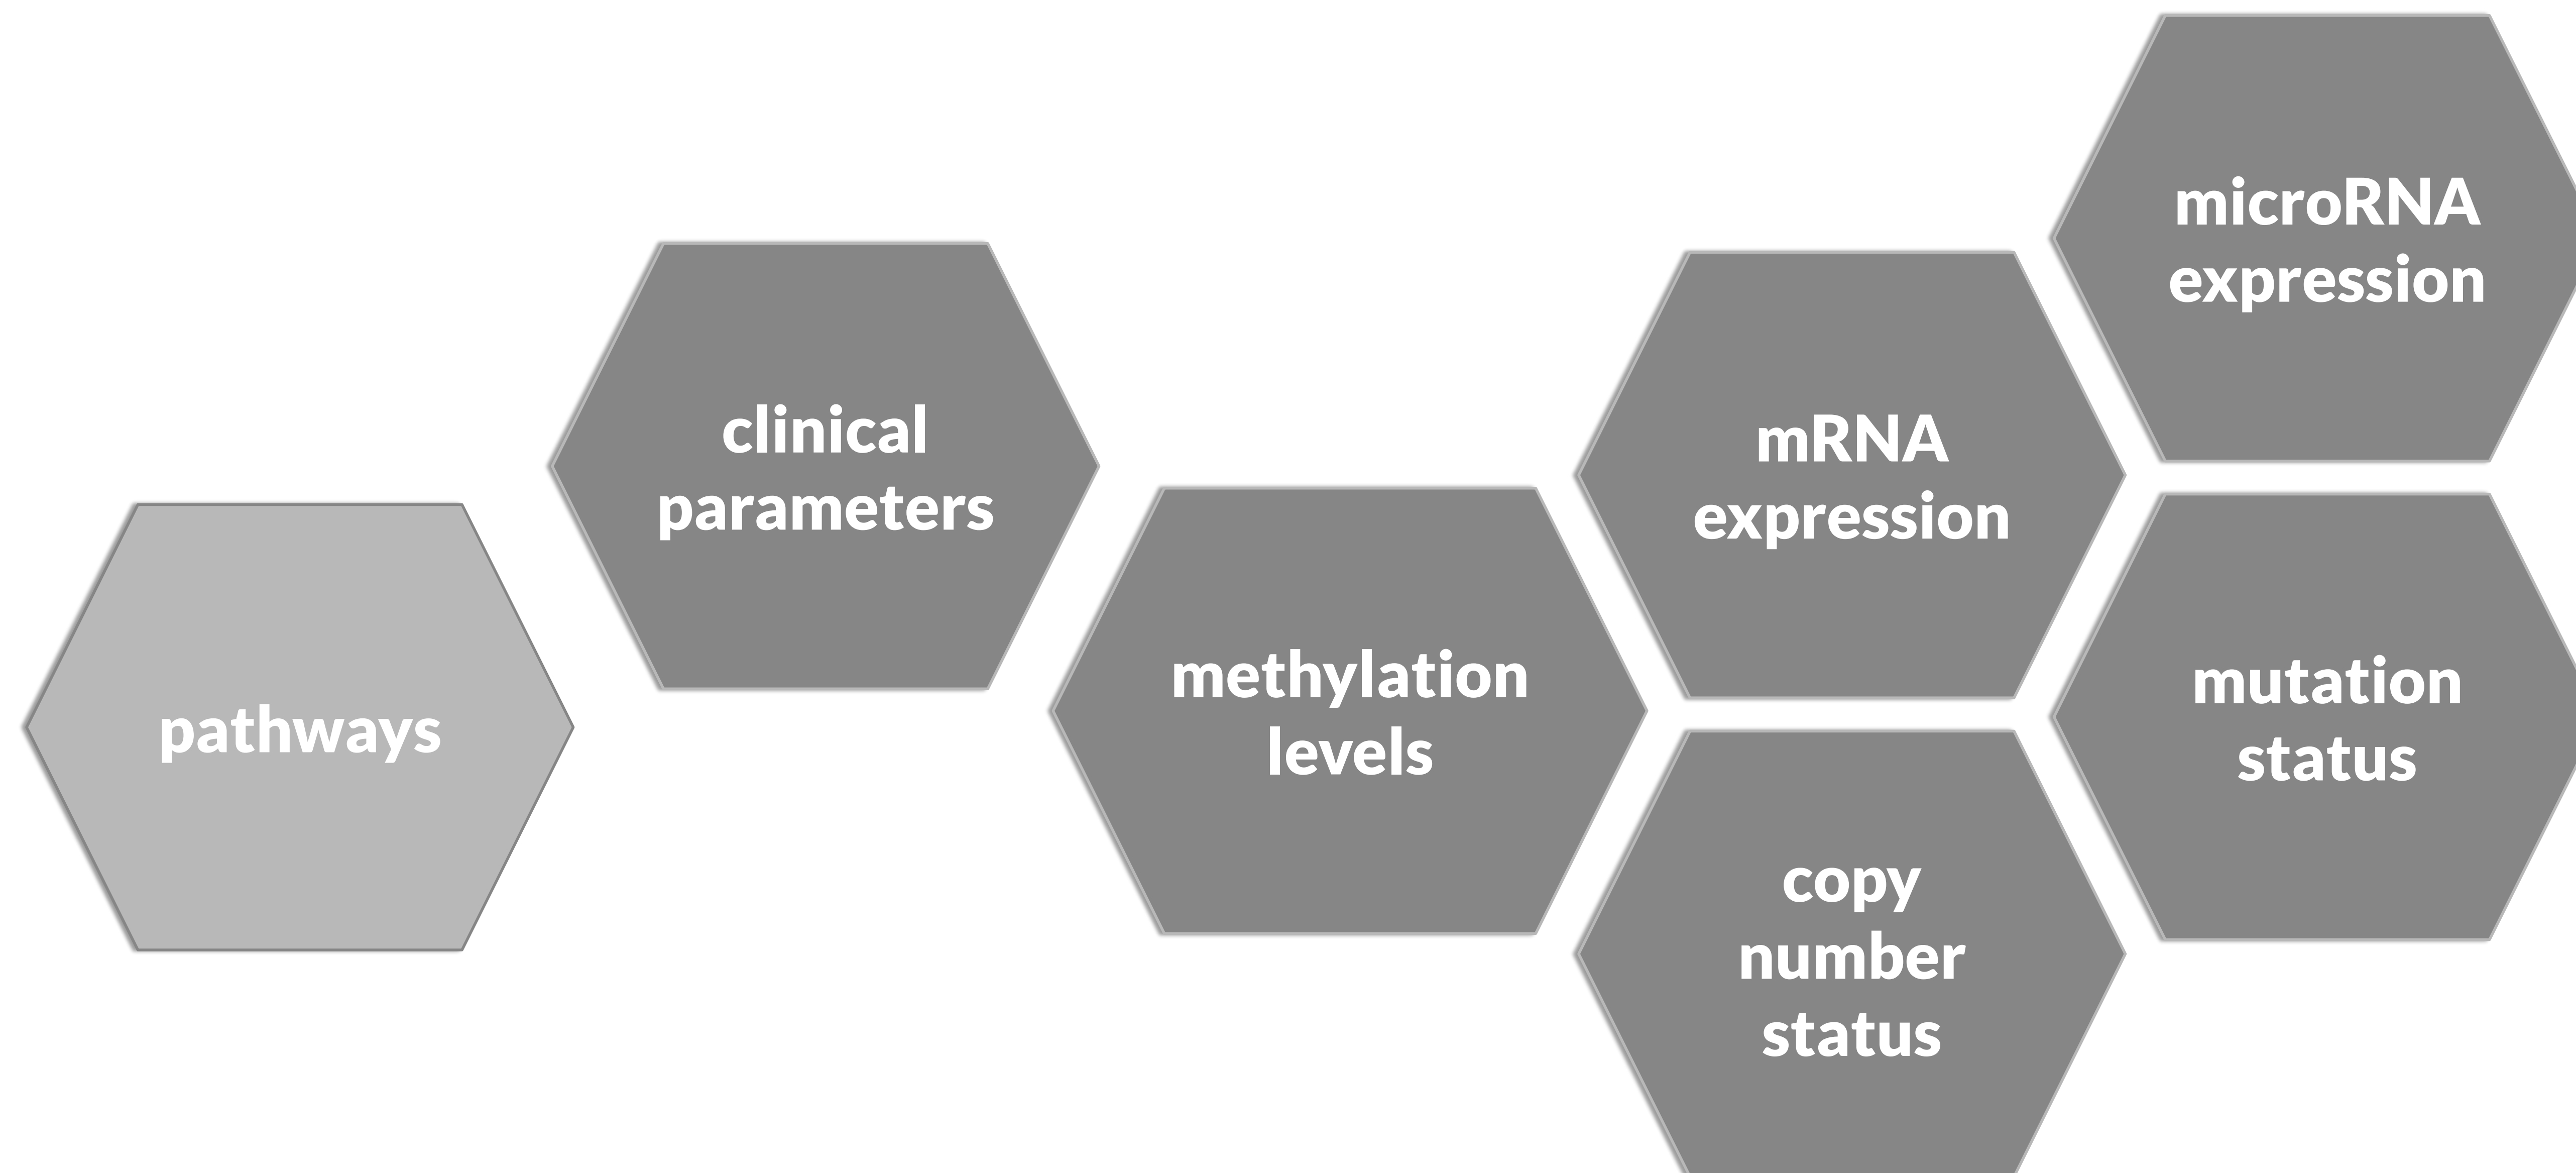 pathways
clinical
parameters
methylation
levels
mRNA
expression
copy
number
status
microRNA
expression
mutation
status